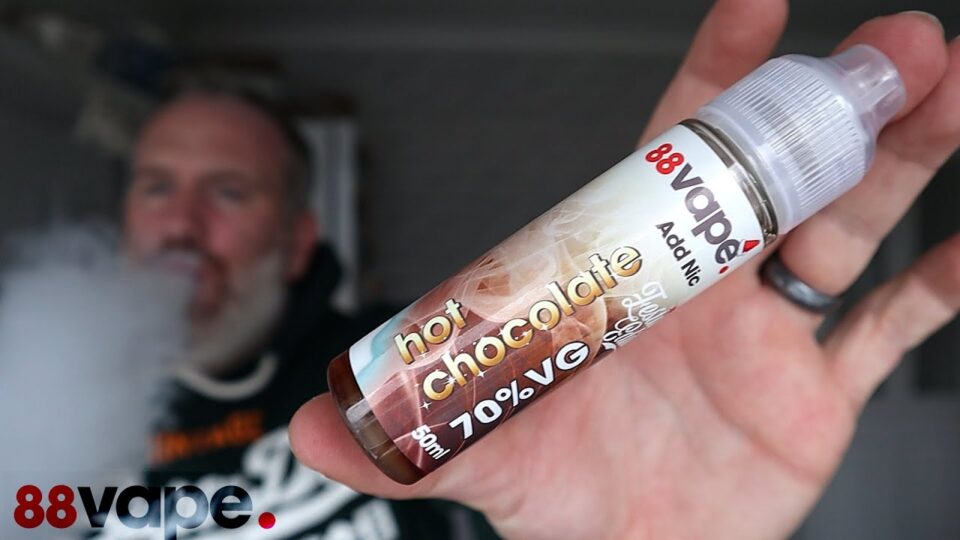 88vape.
Add Nic
hot
chocolate
70% VG
50ml
88vape.